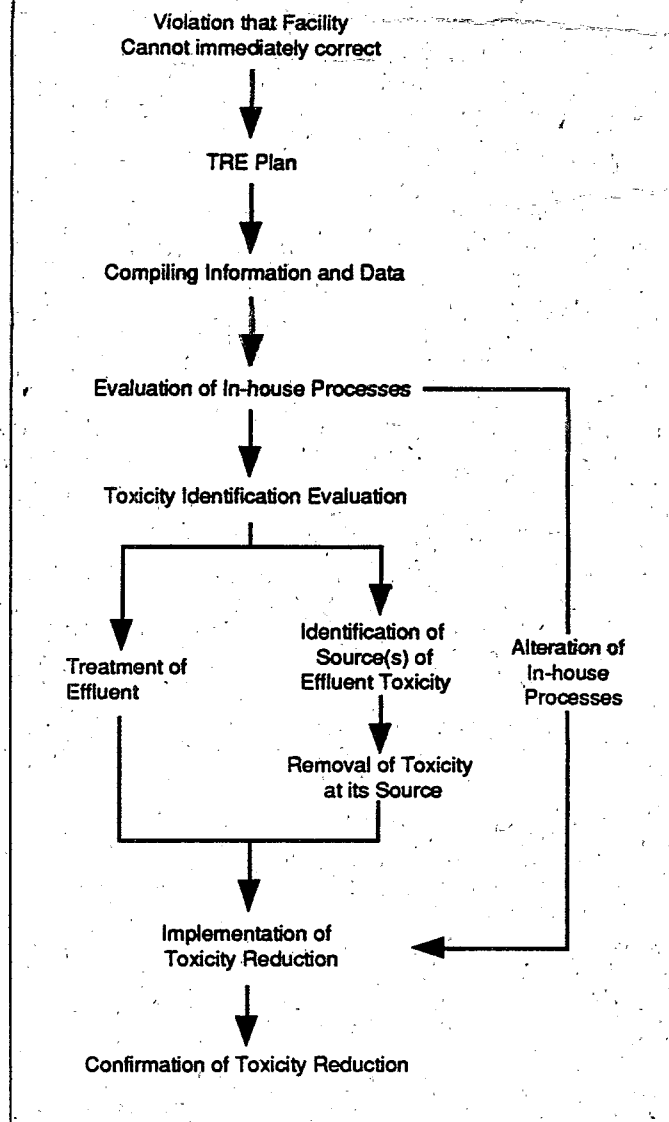 Violation that Facility
Cannot immediately correct
TRE Plan
Compiling Information and Data
Evaluation of In-house Processes
Toxicity Identification Evaluation
Treatment of
Effluent
Identification of
Source(s) of
Effluent Toxicity
Alteration of
In-house
Processes
Removal of Toxicity
at its Source
Implementation of
Toxicity Reduction
Confirmation of Toxicity Reduction